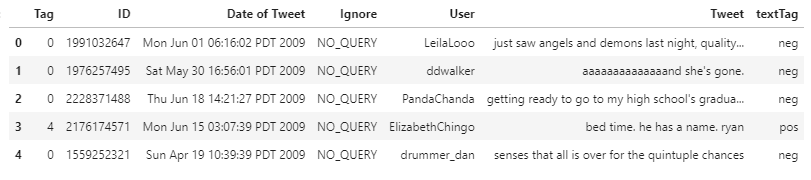 Tag ID Date of Tweet Ignore User Tweet textTag
0 0 1991032647 Mon Jun 01 06:16:02 PDT 2009 NO_QUERY LeilaLooo just saw angels and demons last night, quality... neg
1 0 1976257495 Sat May 30 16:56:01 PDT 2009 NO_QUERY ddwalker aaaaaaaaaaaaaand she's gone. neg
2 0 2228371488 Thu Jun 18 14:21:27 PDT 2009 NO_QUERY PandaChanda getting ready to go to my high school's gradua... neg
3 4 2176174571 Mon Jun 15 03:07:39 PDT 2009 NO_QUERY ElizabethChingo bed time. he has a name. ryan pos
4 0 1559252321 Sun Apr 19 10:39:39 PDT 2009 NO_QUERY drummer_dan senses that all is over for the quintuple chances neg